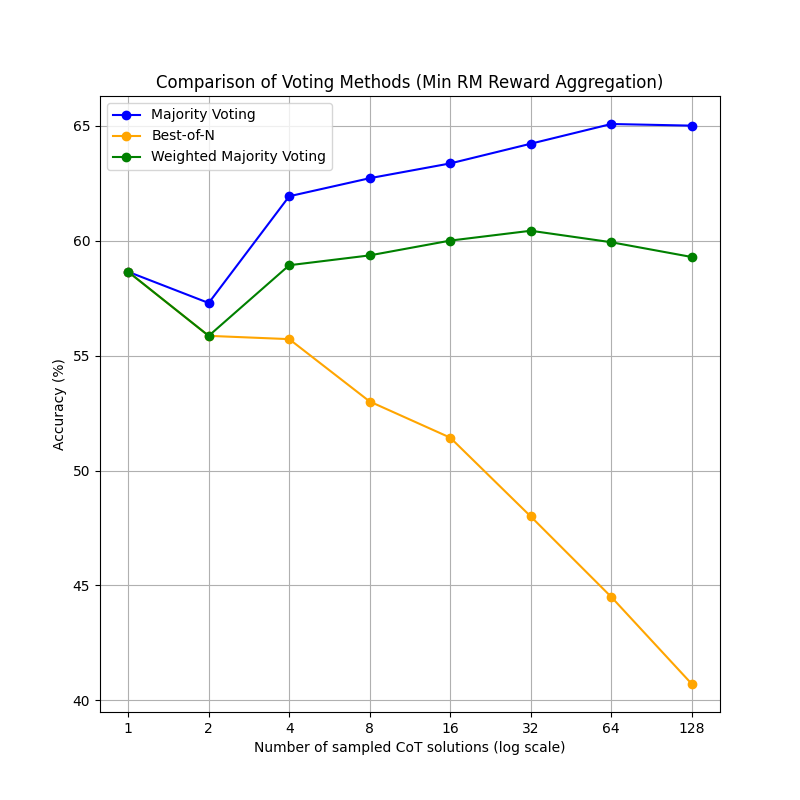 Comparison of Voting Methods (Min RM Reward Aggregation)
Majority Voting
Best-of-N
Weighted Majority Voting
65
60
55
50
45
40
Accuracy (%)
1 2 4 8 16 32 64 128
Number of sampled CoT solutions (log scale)